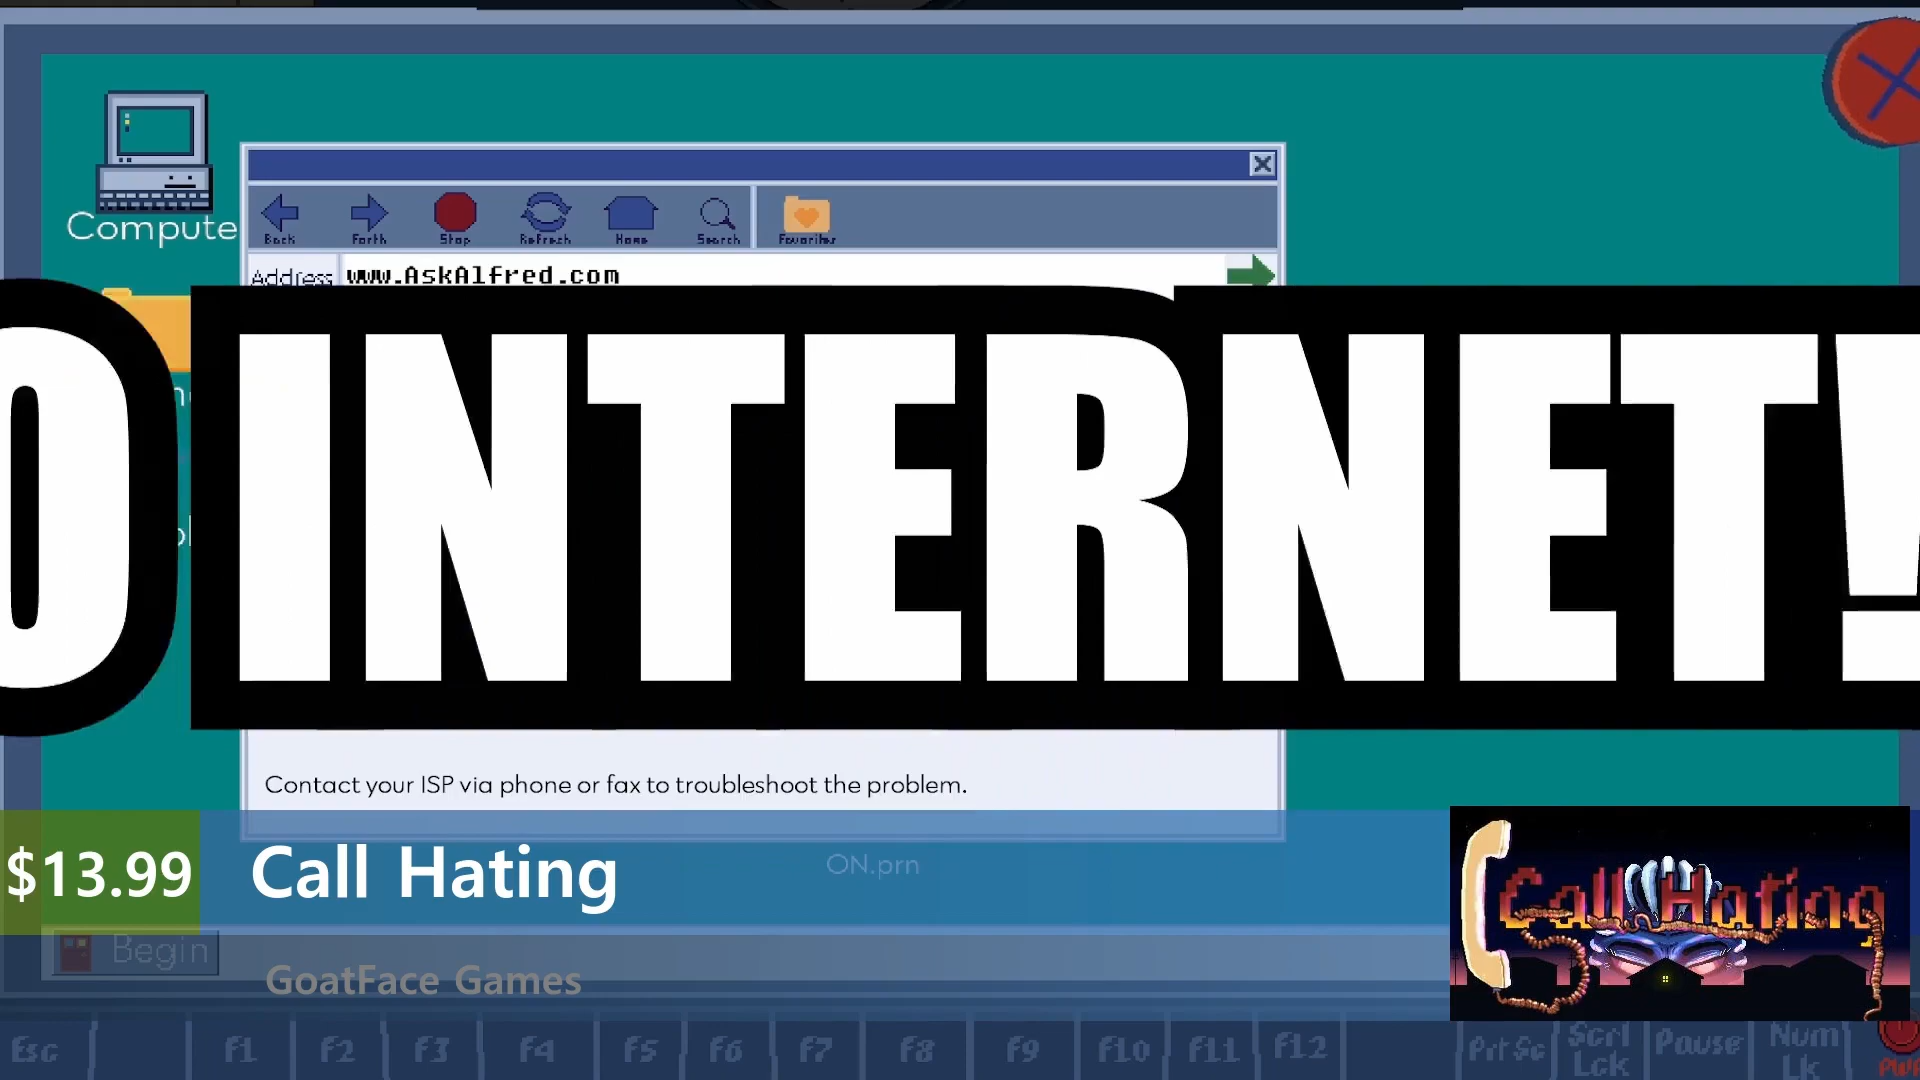 Compute
Back Forth Stop Refresh Home Search Favorites
Address www.AskAlfred.com
O INTERNET!
Contact your ISP via phone or fax to troubleshoot the problem.
ON.prn
$13.99 Call Hating
Call Hating
Begin
GoatFace Games
Esc F1 F2 F3 F4 F5 F6 F7 F8 F9 F10 F11 F12 Prt Sc Scrl Lck Pause Num Lk